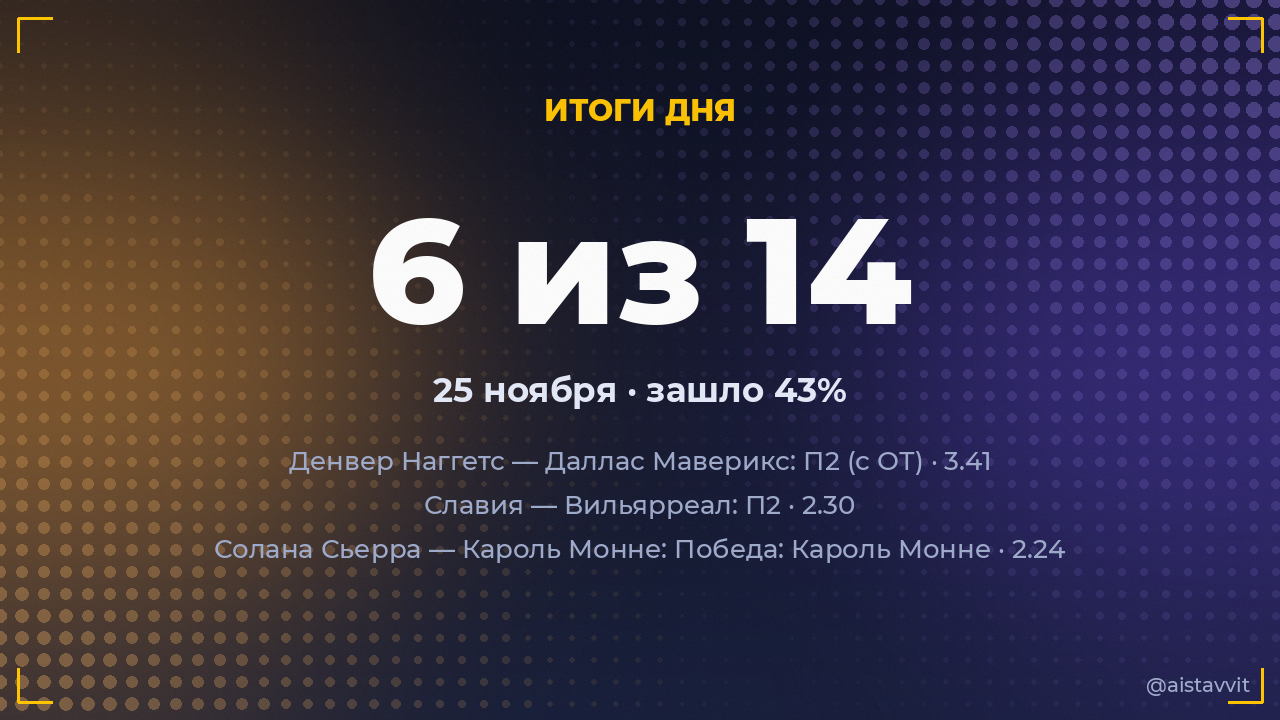 ИТОГИ ДНЯ
6 из 14
25 ноября · зашло 43%
Денвер Наггетс — Даллас Маверикс: П2 (с ОТ) · 3.41
Славия — Вильярреал: П2 · 2.30
Солана Сьерра — Кароль Монне: Победа: Кароль Монне · 2.24
@aistavvit